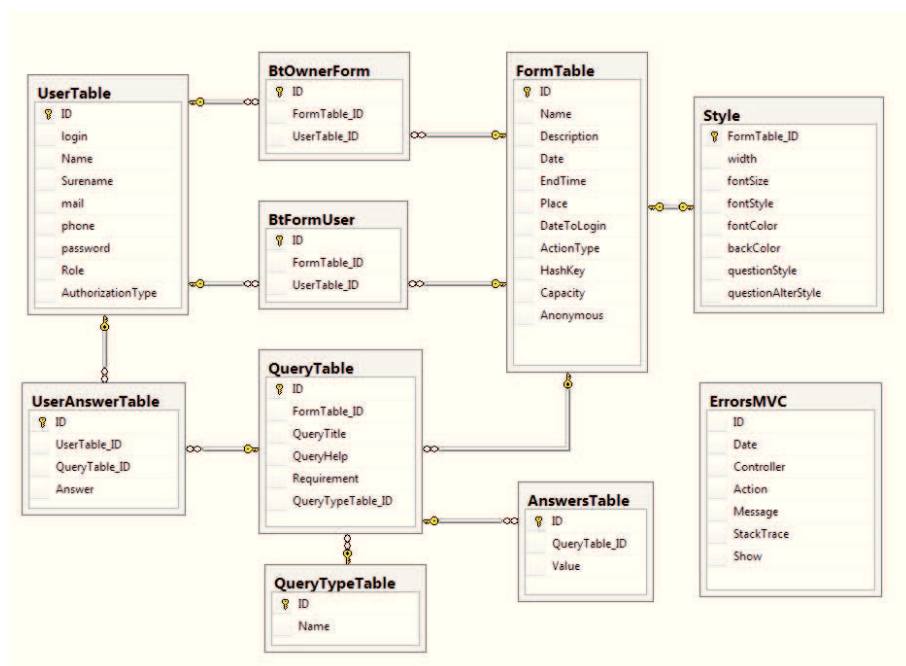 UserTable
ID
login
Name
Surename
mail
phone
password
Role
AuthorizationType
BtOwnerForm
ID
FormTable_ID
UserTable_ID
FormTable
ID
Name
Description
Date
EndTime
Place
DateToLogin
ActionType
HashKey
Capacity
Anonymous
Style
FormTable_ID
width
fontSize
fontStyle
fontColor
backColor
questionStyle
questionAlterStyle
BtFormUser
ID
FormTable_ID
UserTable_ID
UserAnswerTable
ID
UserTable_ID
QueryTable_ID
Answer
QueryTable
ID
FormTable_ID
QueryTitle
QueryHelp
Requirement
QueryTypeTable_ID
ErrorsMVC
ID
Date
Controller
Action
Message
StackTrace
Show
AnswersTable
ID
QueryTable_ID
Value
QueryTypeTable
ID
Name